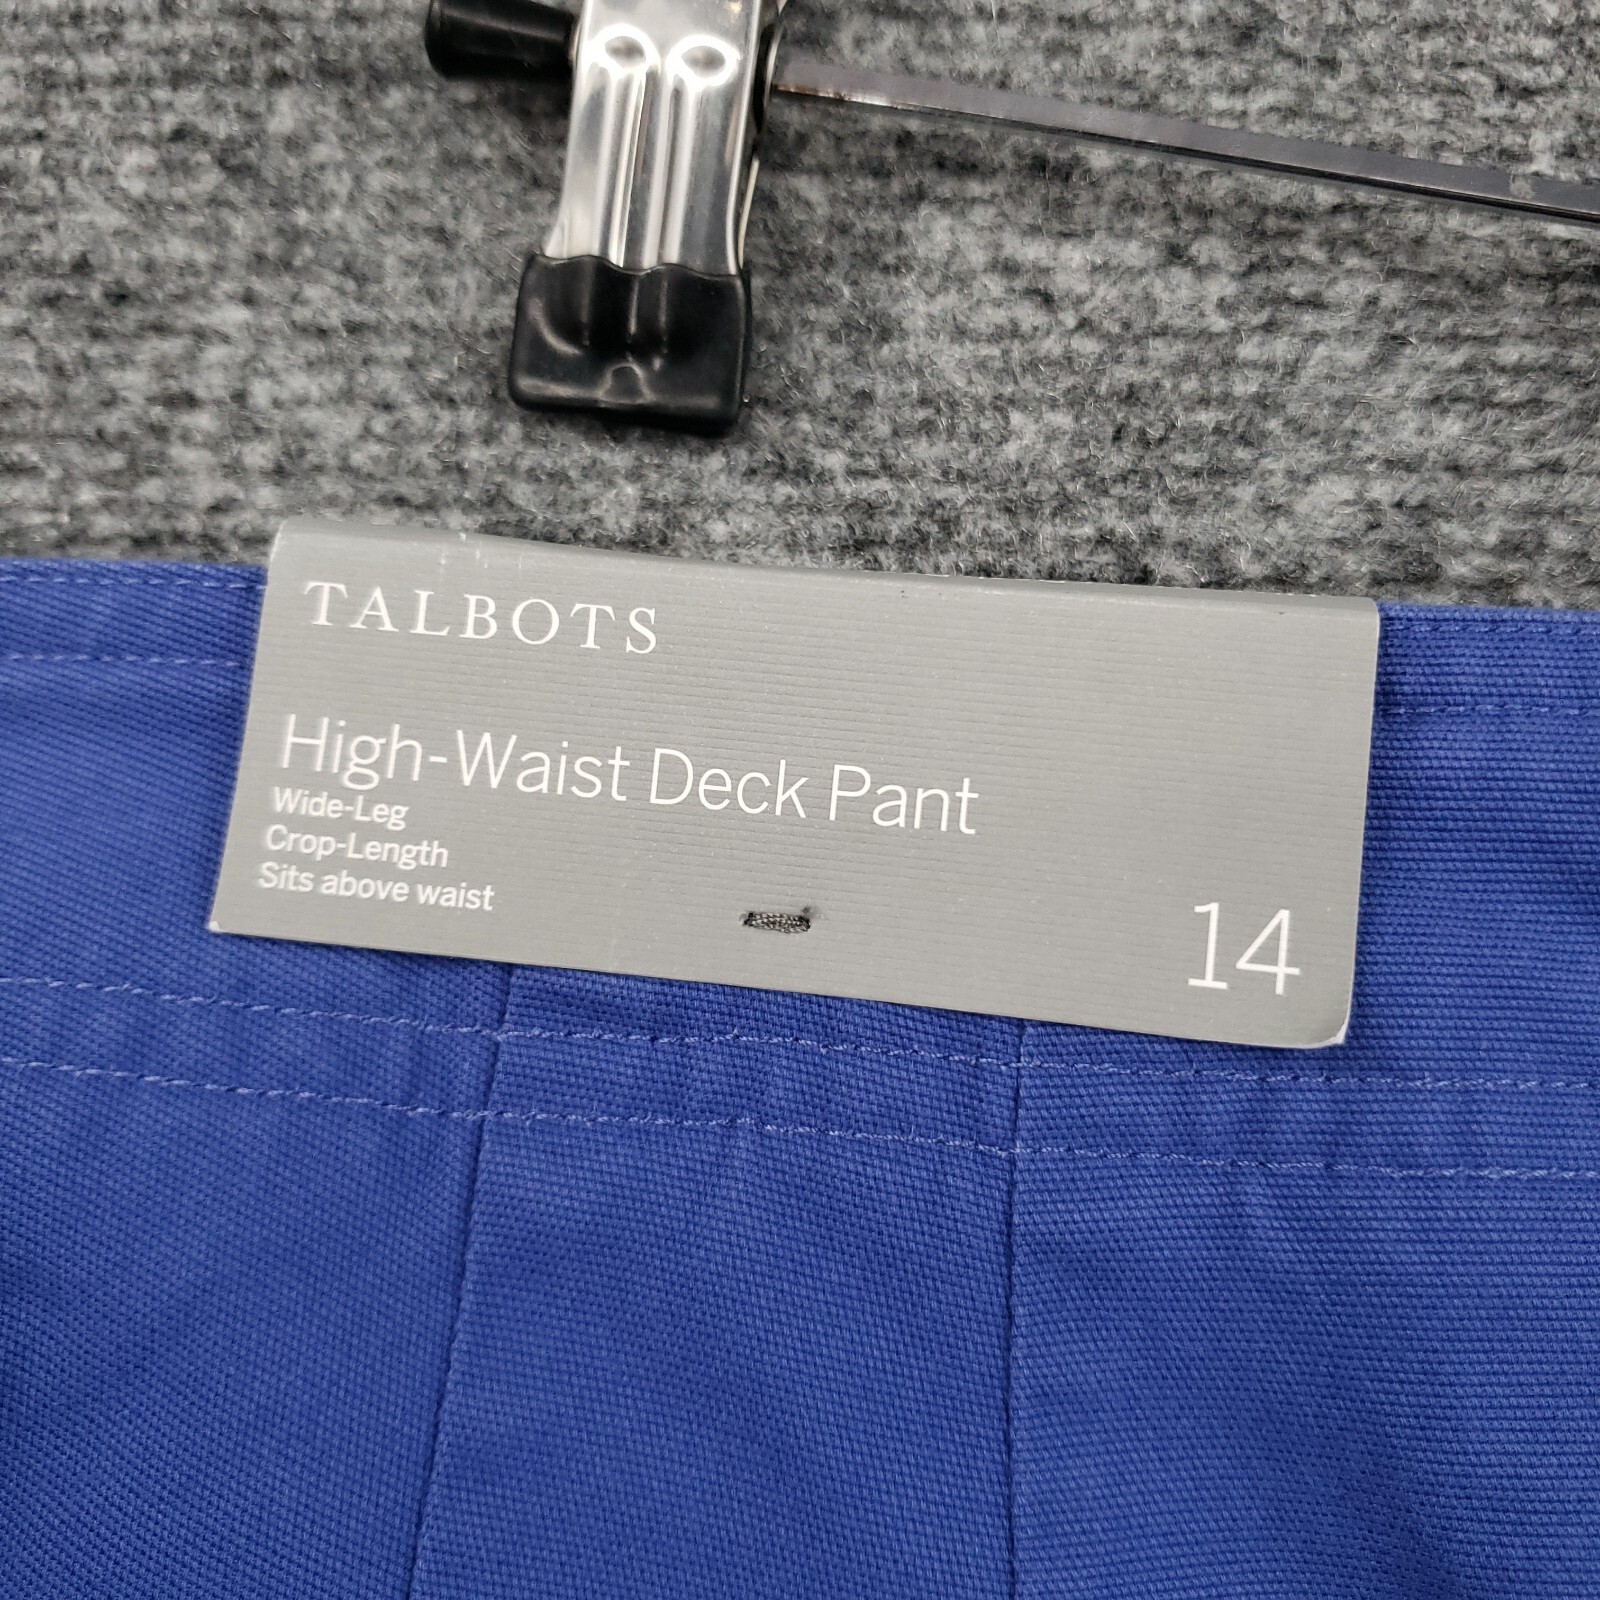 TALBOTS
High-Waist Deck Pant
Wide-Leg
Crop-Length
Sits above waist
14